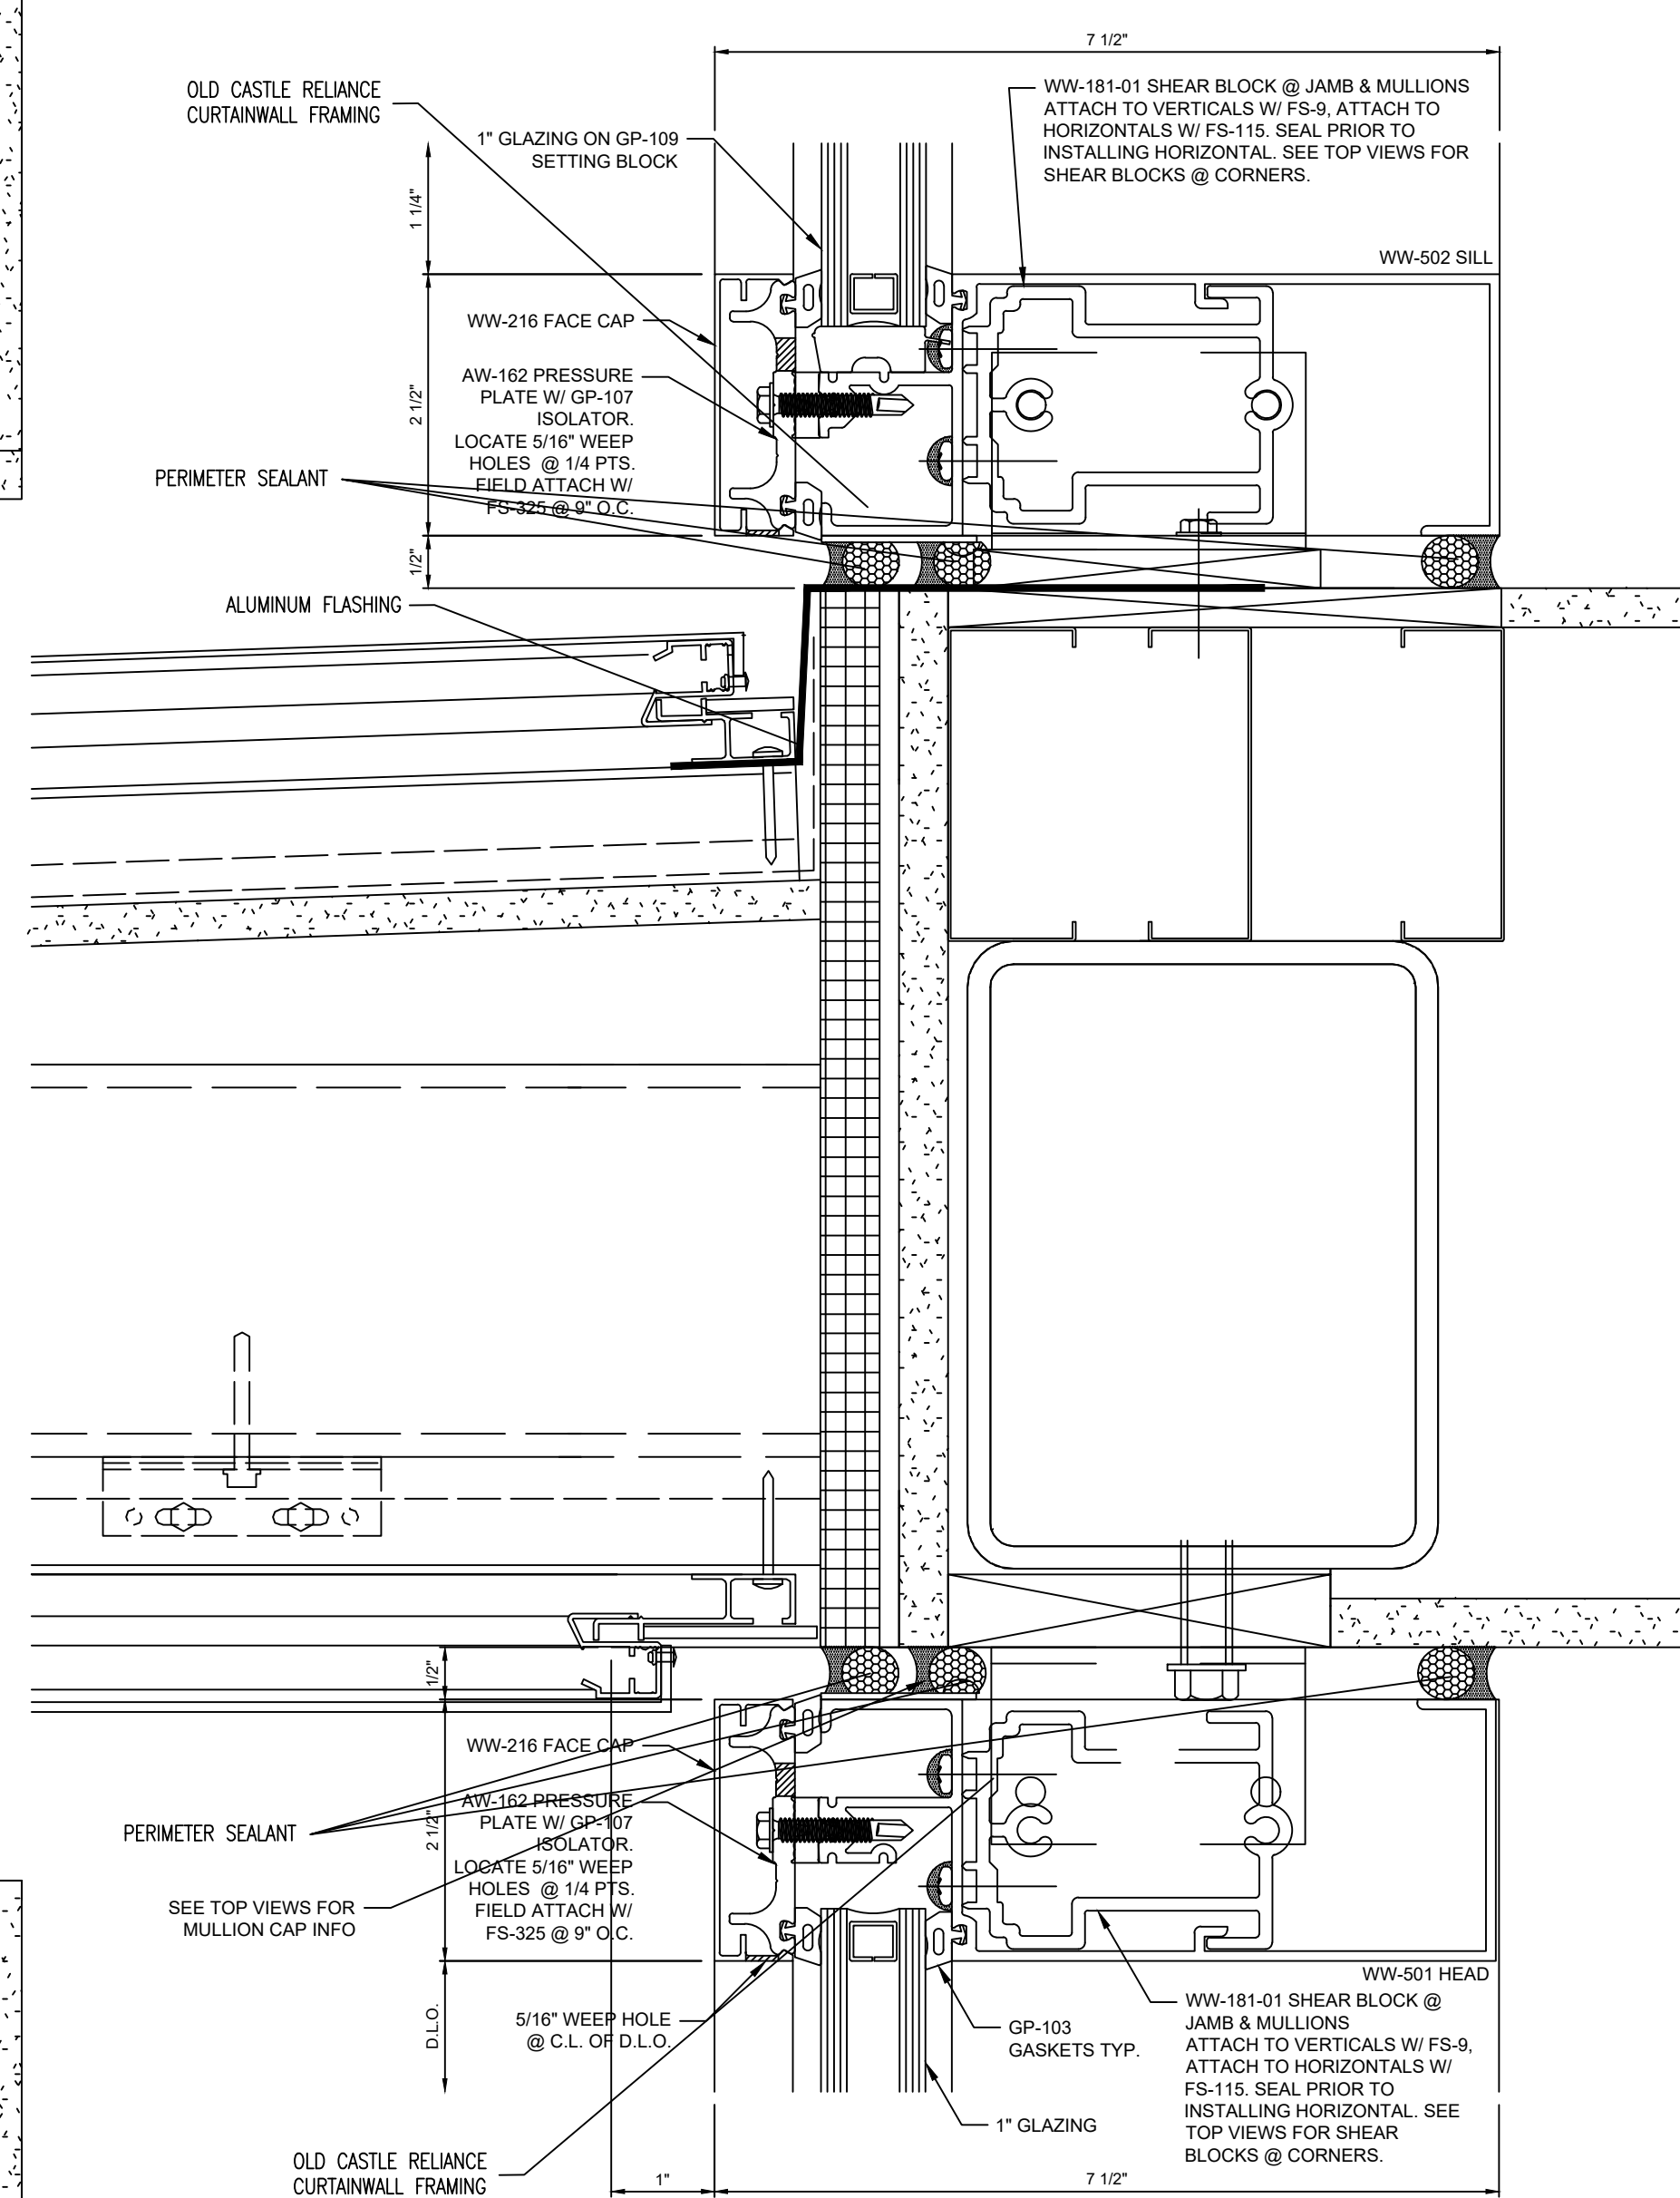 7 1/2"
OLD CASTLE RELIANCE
CURTAINWALL FRAMING
1" GLAZING ON GP-109
SETTING BLOCK
WW-181-01 SHEAR BLOCK @ JAMB & MULLIONS
ATTACH TO VERTICALS W/ FS-9, ATTACH TO
HORIZONTALS W/ FS-115. SEAL PRIOR TO
INSTALLING HORIZONTAL. SEE TOP VIEWS FOR
SHEAR BLOCKS @ CORNERS.
1 1/4"
WW-502 SILL
WW-216 FACE CAP
AW-162 PRESSURE
PLATE W/ GP-107
ISOLATOR.
LOCATE 5/16" WEEP
HOLES @ 1/4 PTS.
FIELD ATTACH W/
FS-325 @ 9" O.C.
2 1/2"
PERIMETER SEALANT
1/2"
ALUMINUM FLASHING
1/2"
WW-216 FACE CAP
AW-162 PRESSURE
PLATE W/ GP-107
ISOLATOR.
LOCATE 5/16" WEEP
HOLES @ 1/4 PTS.
FIELD ATTACH W/
FS-325 @ 9" O.C.
2 1/2"
PERIMETER SEALANT
SEE TOP VIEWS FOR
MULLION CAP INFO
WW-501 HEAD
D.L.O.
5/16" WEEP HOLE
@ C.L. OF D.L.O.
GP-103
GASKETS TYP.
WW-181-01 SHEAR BLOCK @
JAMB & MULLIONS
ATTACH TO VERTICALS W/ FS-9,
ATTACH TO HORIZONTALS W/
FS-115. SEAL PRIOR TO
INSTALLING HORIZONTAL. SEE
TOP VIEWS FOR SHEAR
BLOCKS @ CORNERS.
1" GLAZING
OLD CASTLE RELIANCE
CURTAINWALL FRAMING
1"
7 1/2"